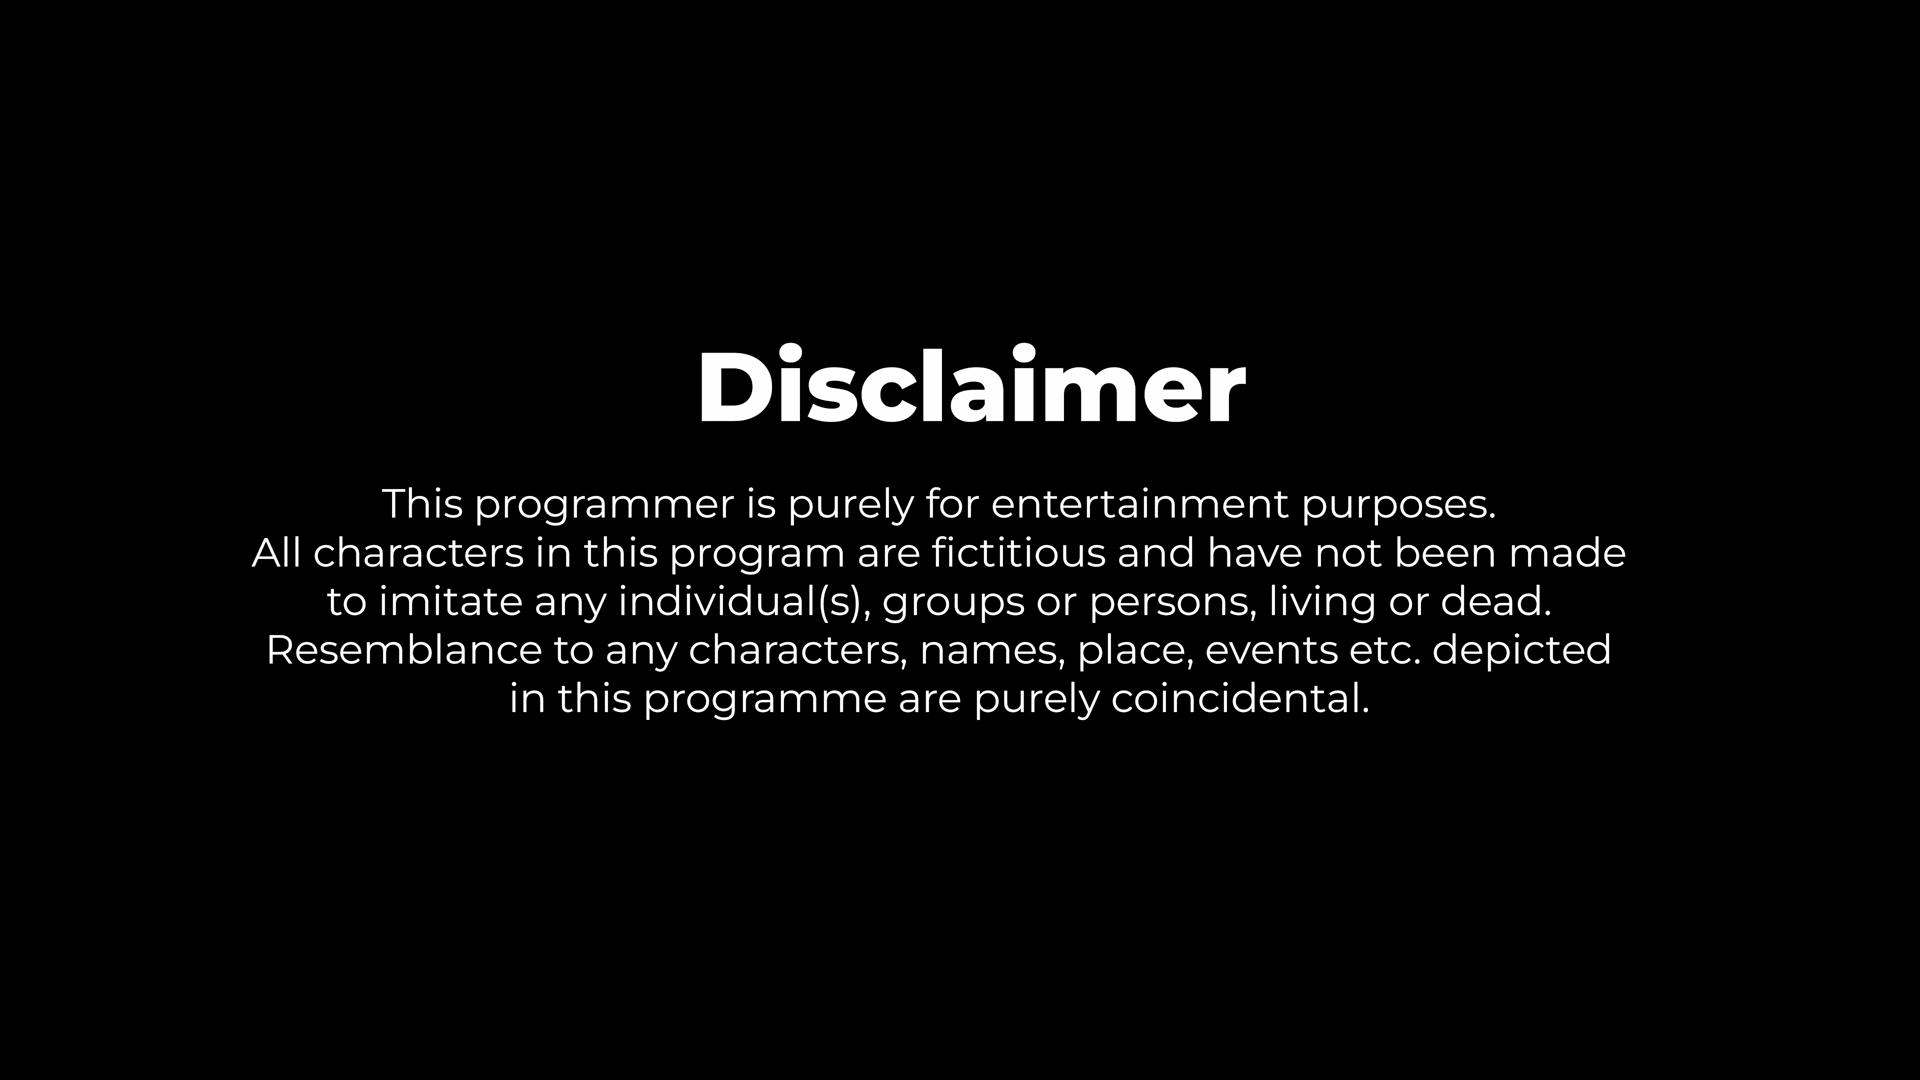 Disclaimer
This programmer is purely for entertainment purposes.
All characters in this program are fictitious and have not been made
to imitate any individual(s), groups or persons, living or dead.
Resemblance to any characters, names, place, events etc. depicted
in this programme are purely coincidental.